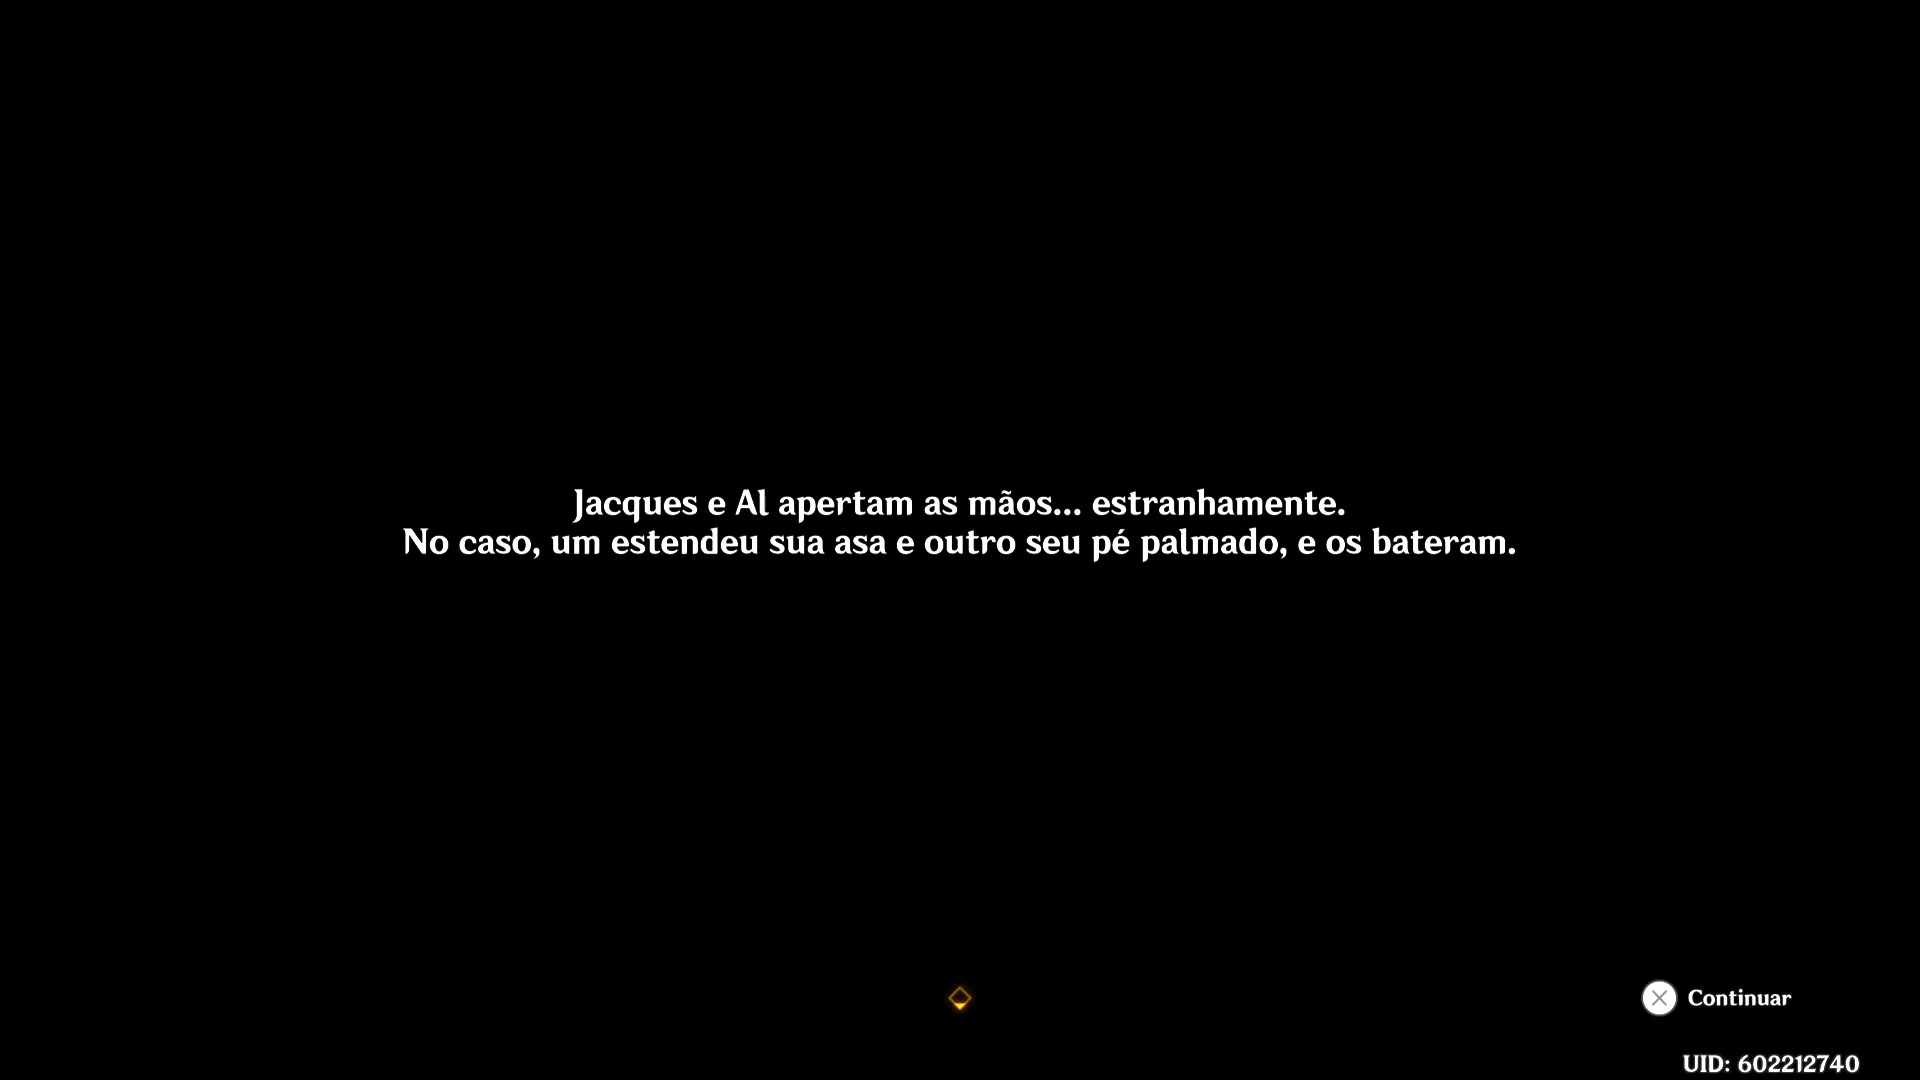 Jacques e Al apertam as mãos... estranhamente.
No caso, um estendeu sua asa e outro seu pé palmado, e os bateram.
Continuar
UID: 602212740